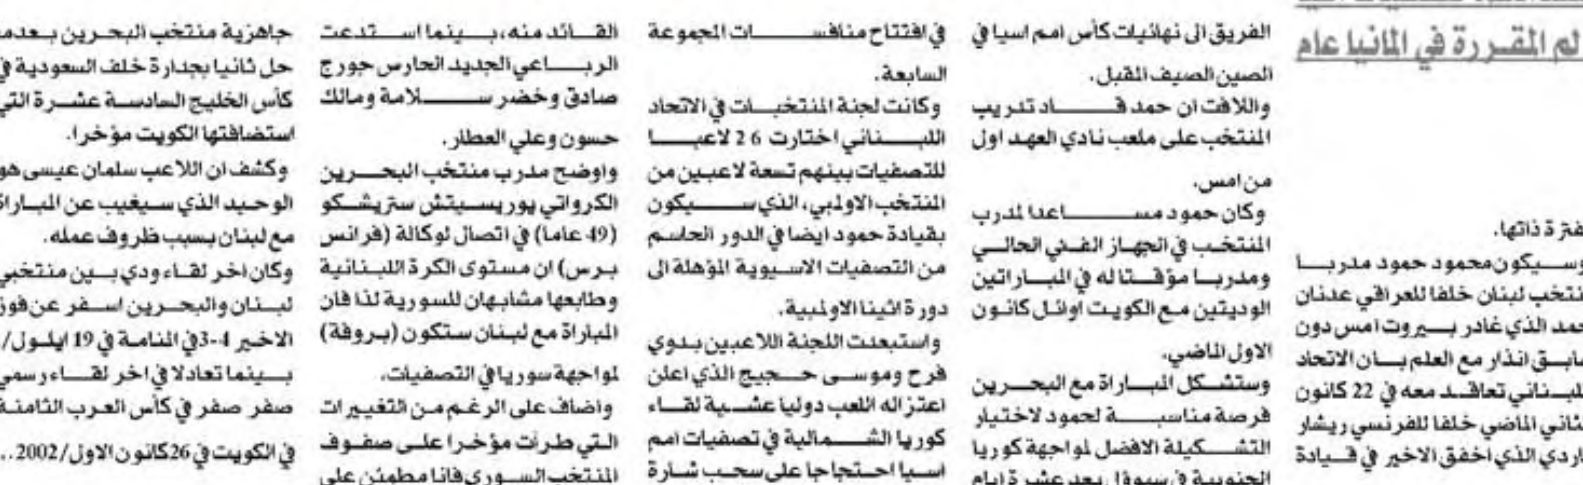 لم المقررة في المانيا عام
فترة ذاتها.
وسيكون محمود حمود مدربا
نتخب لبنان خلفا للعراقي عدنان
حمد الذي غادر بيروت امس دون
سابق انذار مع العلم بان الاتحاد
للبناني تعاقد معه في 22 كانون
لثاني الماضي خلفا للفرنسي ريشار
اردي الذي اخفق الاخير في قيادة
الفريق الى نهائيات كأس امم اسيا في
الصين الصيف المقبل.
واللافت ان حمد قاد تدريب
المنتخب على ملعب نادي العهد اول
من امس.
وكان حمود مساعدا لمدرب
المنتخب في الجهاز الفني الحالي
ومدربا مؤقتا له في المباراتين
الوديتين مع الكويت اوائل كانون
الاول الماضي.
وستشكل المباراة مع البحرين
فرصة مناسبة لحمود لاختيار
التشكيلة الافضل لمواجهة كوريا
الجنوبية في سيوؤل بعد عشرة ايام
في افتتاح منافسات المجموعة
السابعة.
وكانت لجنة المنتخبات في الاتحاد
اللبناني اختارت 26 لاعبا
للتصفيات بينهم تسعة لاعبين من
المنتخب الاولمبي، الذي سيكون
بقيادة حمود ايضا في الدور الحاسم
من التصفيات الاسيوية المؤهلة الى
دورة اثينا الاولمبية.
واستبعدت اللجنة اللاعبين بدوي
فرح وموسى حجيج الذي اعلن
اعتزاله اللعب دوليا عشية لقاء
كوريا الشمالية في تصفيات امم
اسيا احتجاجا على سحب شارة
القائد منه، بينما استدعت
الرباعي الجديد الحارس جورج
صادق وخضر سلامة ومالك
حسون وعلي العطار.
واوضح مدرب منتخب البحرين
الكرواتي يوريسيتش ستريشكو
(49 عاما) في اتصال لوكالة (فرانس
برس) ان مستوى الكرة اللبنانية
وطابعها مشابهان للسورية لذا فان
المباراة مع لبنان ستكون (بروفة)
لمواجهة سوريا في التصفيات.
واضاف على الرغم من التغييرات
التي طرأت مؤخرا على صفوف
المنتخب السوري فانا مطمئن على
جاهزية منتخب البحرين بعدما
حل ثانيا بجدارة خلف السعودية في
كأس الخليج السادسة عشرة التي
استضافتها الكويت مؤخرا.
وكشف ان اللاعب سلمان عيسى هو
الوحيد الذي سيغيب عن المباراة
مع لبنان بسبب ظروف عمله.
وكان اخر لقاء ودي بين منتخبي
لبنان والبحرين اسفر عن فوز
الاخير 4-3 في المنامة في 19 ايلول/
بينما تعادلا في اخر لقاء رسمي
صفر صفر في كأس العرب الثامنة
في الكويت في 26 كانون الاول/2002..